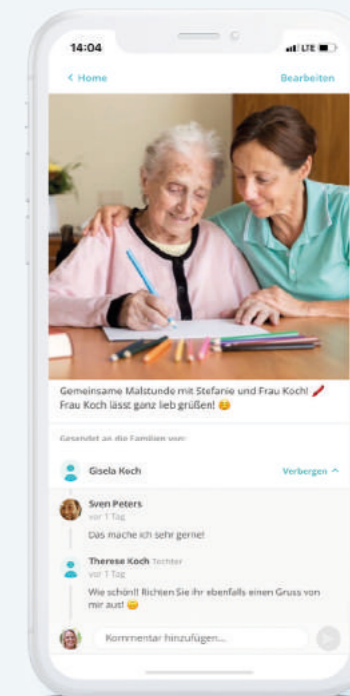 14:04
LTE
< Home
Bearbeiten
Gemeinsame Malstunde mit Stefanie und Frau Koch! 🖍️
Frau Koch lässt ganz lieb grüßen! ☺️
Gesendet an die Familien von:
Gisela Koch
Verbergen ^
Sven Peters
vor 1 Tag
Das mache ich sehr gerne!
Therese Koch Tochter
vor 1 Tag
Wie schön!! Richten Sie ihr ebenfalls einen Gruss von
mir aus! 😊
Kommentar hinzufügen...